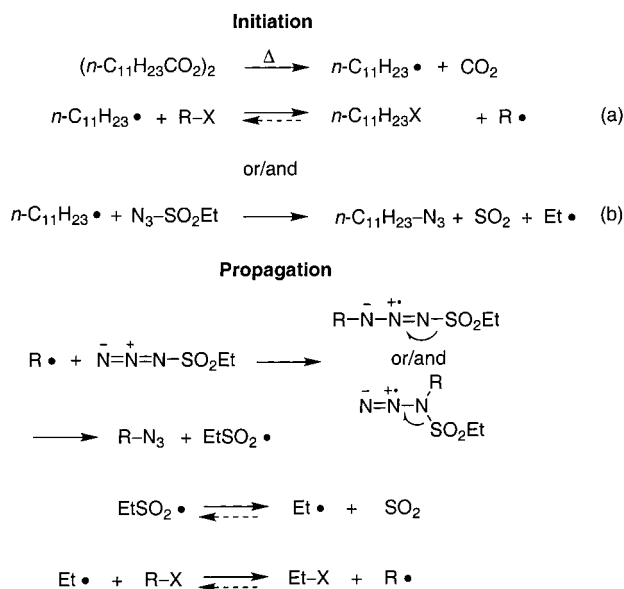 Initiation
(n-C₁₁H₂₃CO₂)₂ Δ⟶ n-C₁₁H₂₃• + CO₂
n-C₁₁H₂₃• + R–X ⇌ n-C₁₁H₂₃X + R• (a)
or/and
n-C₁₁H₂₃• + N₃–SO₂Et ⟶ n-C₁₁H₂₃–N₃ + SO₂ + Et• (b)
Propagation
R–N̄–N⁺•=N–SO₂Et
R• + N̄=N⁺=N–SO₂Et ⟶ or/and
R
N̄=N⁺•–N
SO₂Et
⟶ R–N₃ + EtSO₂•
EtSO₂• ⇌ Et• + SO₂
Et• + R–X ⇌ Et–X + R•